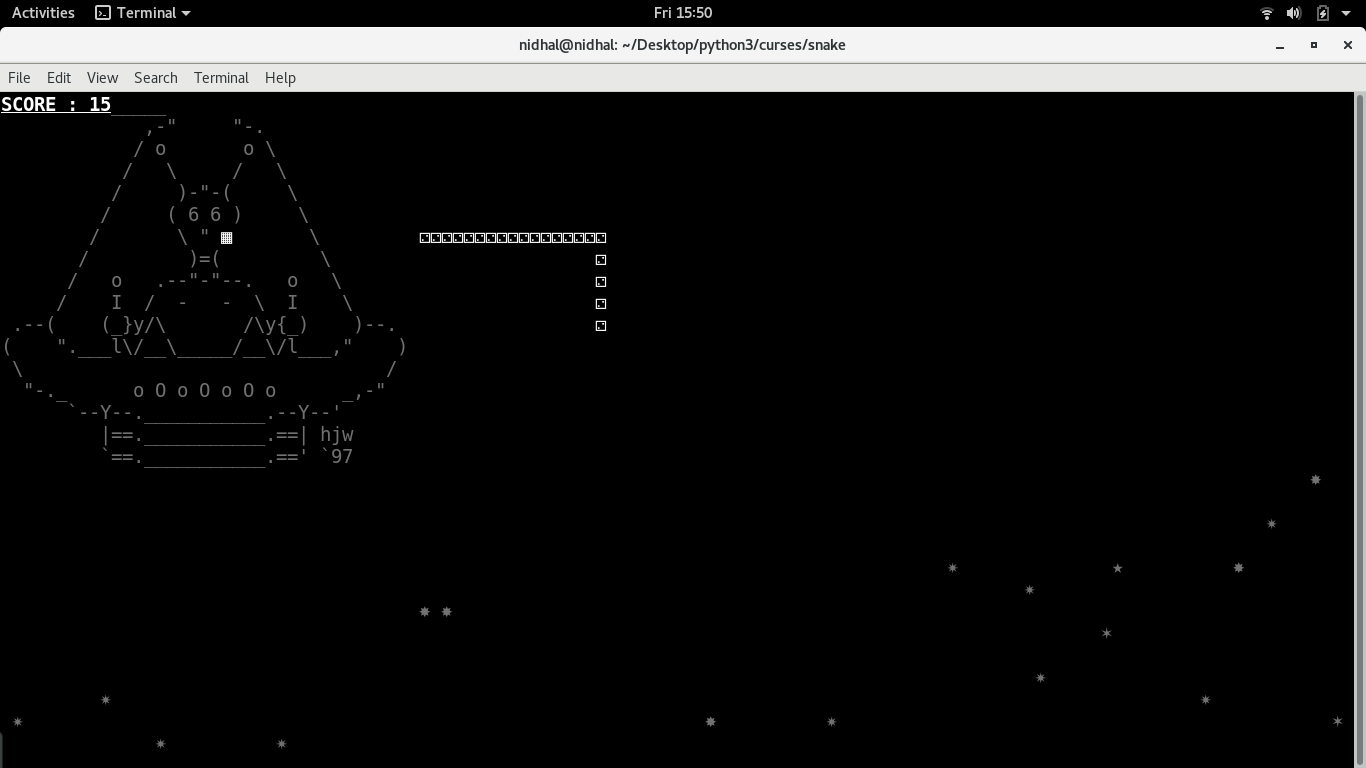 Activities Terminal Fri 15:50
nidhal@nidhal: ~/Desktop/python3/curses/snake
File Edit View Search Terminal Help
SCORE : 15______
             ,-"     "-.
            / o       o \
           /   \     /   \
          /     )-"-(     \
         /     ( 6 6 )     \
        /       \ " ▦       \
       /         )=(         \
      /   o   .--"-"--.   o   \
     /    I  /  -   -  \  I    \
 .--(    (_}y/\       /\y{_)    )--.
(    ".___l\/__\_____/__\/l___,"    )
 \                                 /
  "-._      o O o O o O o      _,-"
      `--Y--.___________.--Y--'
         |==.___________.==| hjw
         `==.___________.==' `97